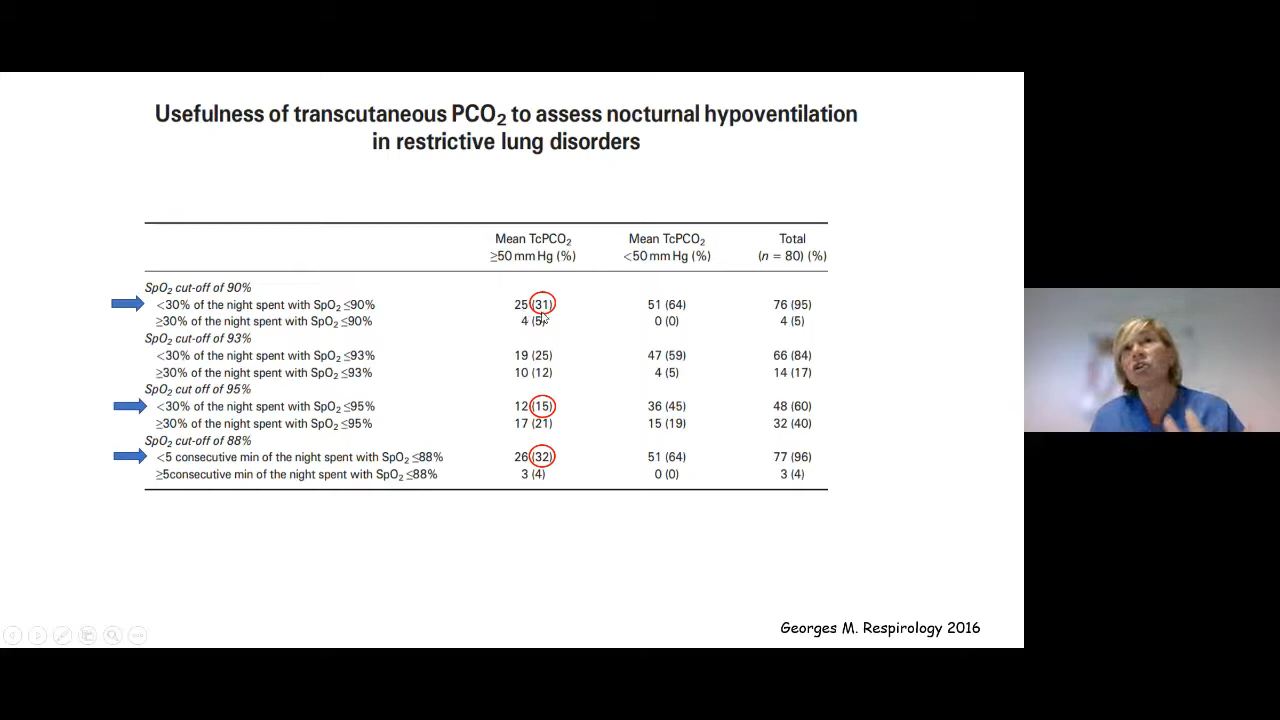 Usefulness of transcutaneous PCO₂ to assess nocturnal hypoventilation
in restrictive lung disorders
Mean TcPCO₂ Mean TcPCO₂ Total
≥50 mm Hg (%) <50 mm Hg (%) (n = 80) (%)
SpO₂ cut-off of 90%
<30% of the night spent with SpO₂ ≤90% 25 (31) 51 (64) 76 (95)
≥30% of the night spent with SpO₂ ≤90% 4 (5) 0 (0) 4 (5)
SpO₂ cut-off of 93%
<30% of the night spent with SpO₂ ≤93% 19 (25) 47 (59) 66 (84)
≥30% of the night spent with SpO₂ ≤93% 10 (12) 4 (5) 14 (17)
SpO₂ cut off of 95%
<30% of the night spent with SpO₂ ≤95% 12 (15) 36 (45) 48 (60)
≥30% of the night spent with SpO₂ ≤95% 17 (21) 15 (19) 32 (40)
SpO₂ cut-off of 88%
<5 consecutive min of the night spent with SpO₂ ≤88% 26 (32) 51 (64) 77 (96)
≥5consecutive min of the night spent with SpO₂ ≤88% 3 (4) 0 (0) 3 (4)
Georges M. Respirology 2016